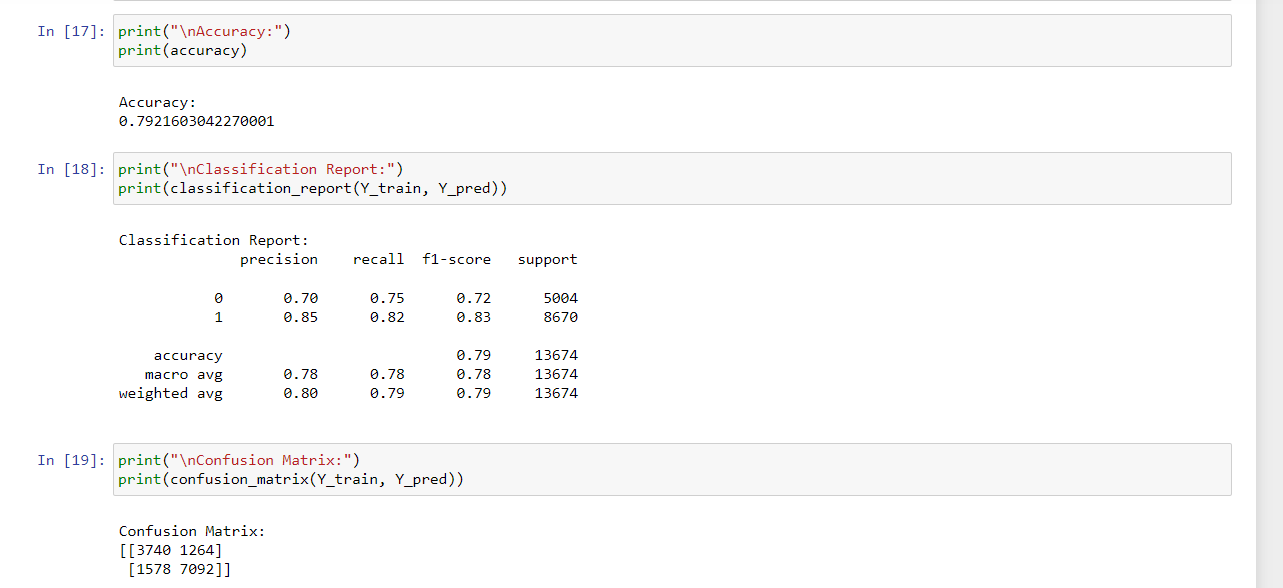 In [17]: print("\nAccuracy:")
print(accuracy)
Accuracy:
0.7921603042270001
In [18]: print("\nClassification Report:")
print(classification_report(Y_train, Y_pred))
Classification Report:
precision recall f1-score support
0 0.70 0.75 0.72 5004
1 0.85 0.82 0.83 8670
accuracy 0.79 13674
macro avg 0.78 0.78 0.78 13674
weighted avg 0.80 0.79 0.79 13674
In [19]: print("\nConfusion Matrix:")
print(confusion_matrix(Y_train, Y_pred))
Confusion Matrix:
[[3740 1264]
[1578 7092]]